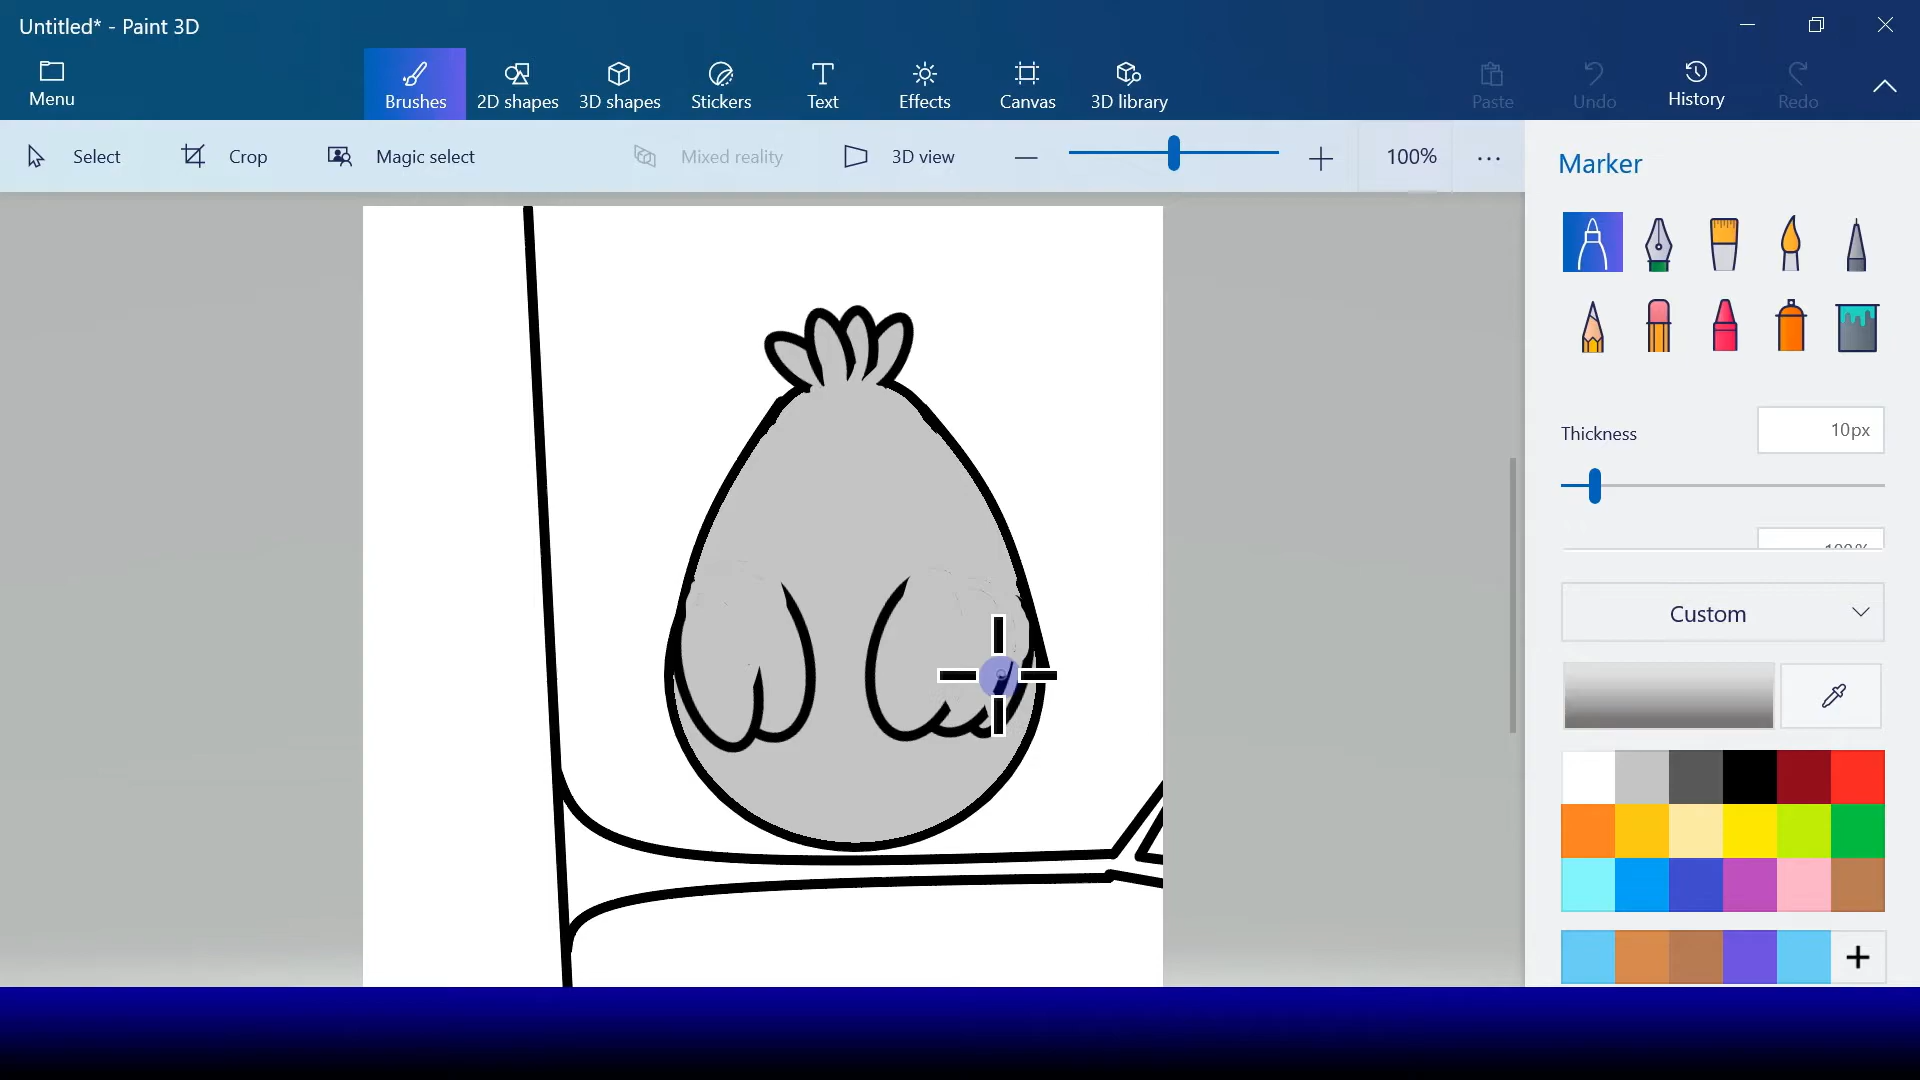 Untitled* - Paint 3D
Menu
Brushes
2D shapes
3D shapes
Stickers
Text
Effects
Canvas
3D library
Paste
Undo
History
Redo
Select
Crop
Magic select
Mixed reality
3D view
100%
Marker
Thickness
10px
Custom